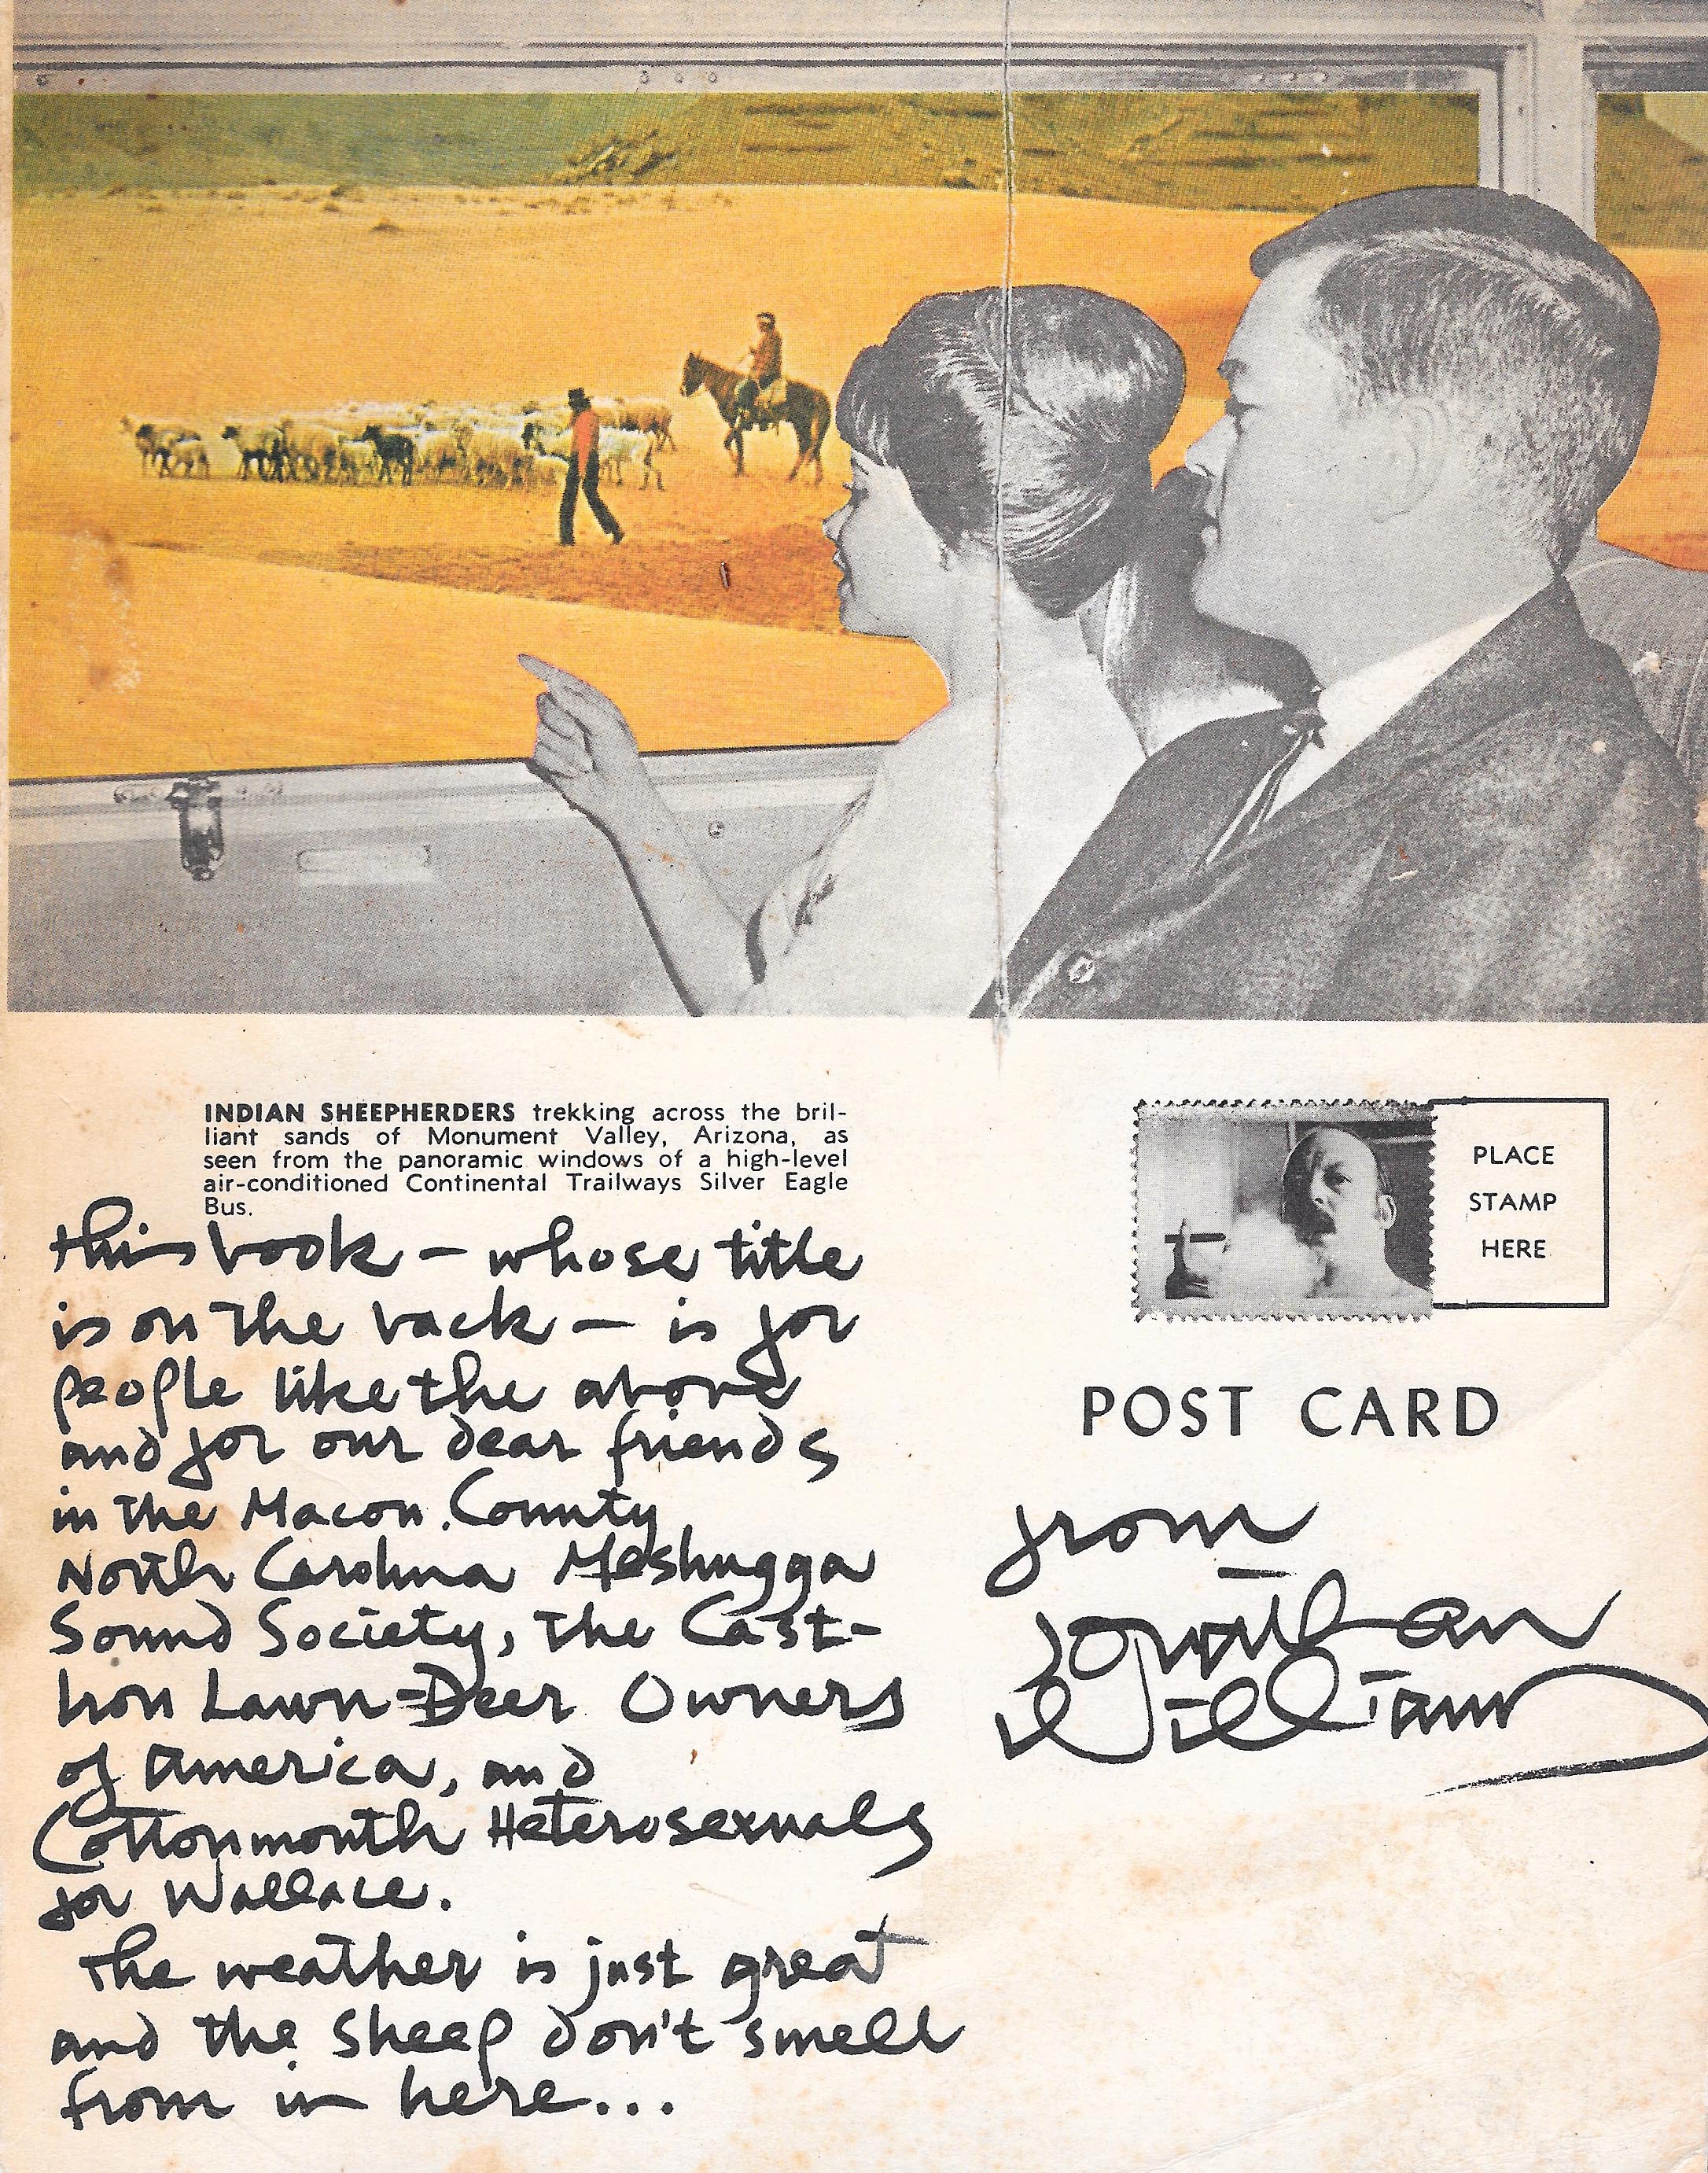 INDIAN SHEEPHERDERS trekking across the bril-
liant sands of Monument Valley, Arizona, as
seen from the panoramic windows of a high-level
air-conditioned Continental Trailways Silver Eagle
Bus.
this book – whose title
is on the back – is for
people like the above
and for our dear friends
in the Macon County
North Carolina Meshugga
Sound Society, the Cast-
Iron Lawn-Deer Owners
of America, and
Cottonmouth Heterosexuals
for Wallace.
The weather is just great
and the sheep don't smell
from in here...
PLACE
STAMP
HERE
POST CARD
from
Jonathan
Williams